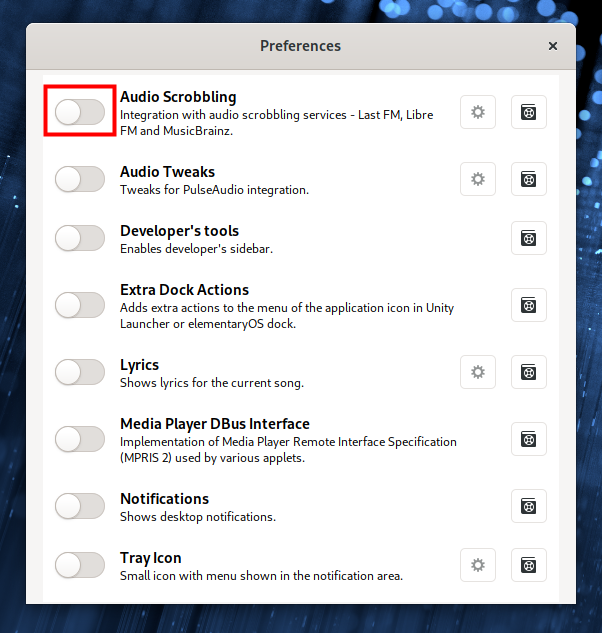 Preferences
Audio Scrobbling
Integration with audio scrobbling services - Last FM, Libre
FM and MusicBrainz.
Audio Tweaks
Tweaks for PulseAudio integration.
Developer's tools
Enables developer's sidebar.
Extra Dock Actions
Adds extra actions to the menu of the application icon in Unity
Launcher or elementaryOS dock.
Lyrics
Shows lyrics for the current song.
Media Player DBus Interface
Implementation of Media Player Remote Interface Specification
(MPRIS 2) used by various applets.
Notifications
Shows desktop notifications.
Tray Icon
Small icon with menu shown in the notification area.